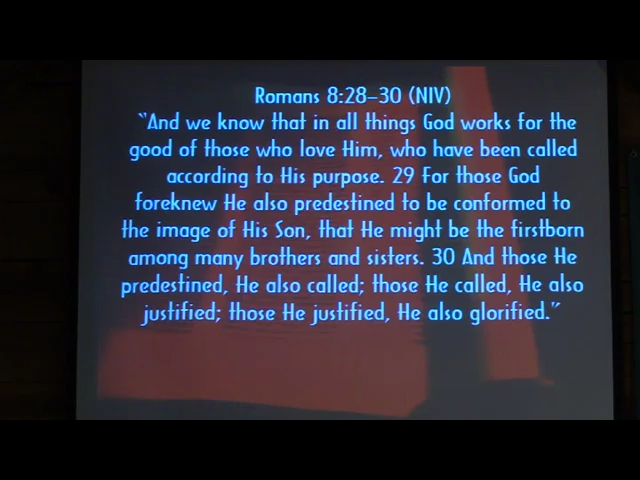 Romans 8:28–30 (NIV)
“And we know that in all things God works for the
good of those who love Him, who have been called
according to His purpose. 29 For those God
foreknew He also predestined to be conformed to
the image of His Son, that He might be the firstborn
among many brothers and sisters. 30 And those He
predestined, He also called; those He called, He also
justified; those He justified, He also glorified.”